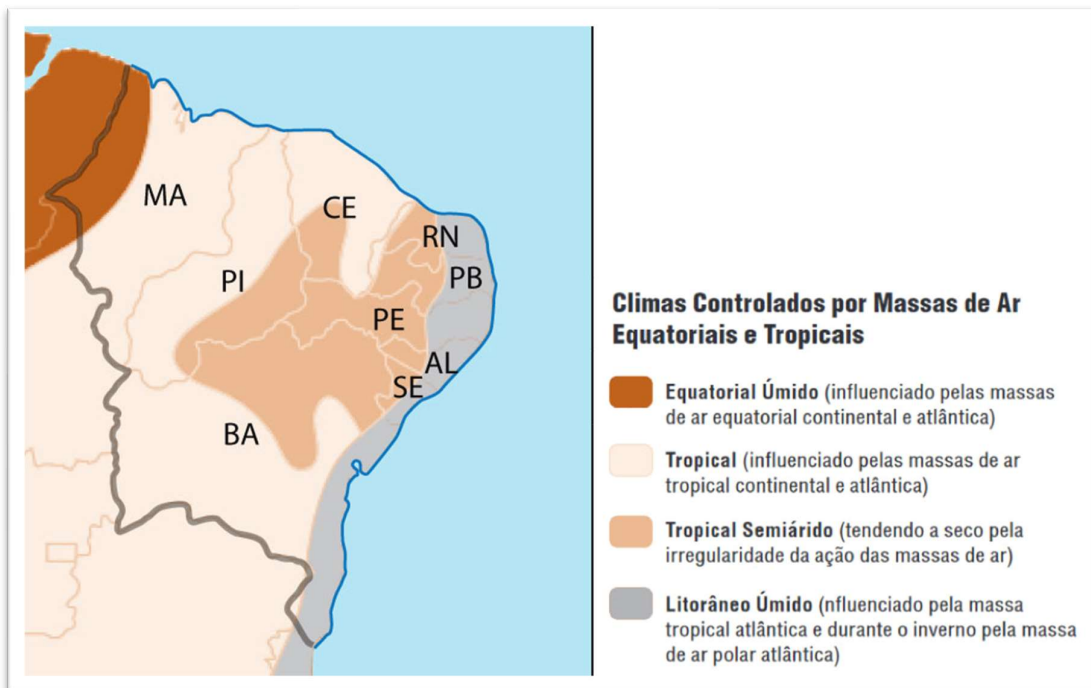 MA
CE
RN
PI
PB
PE
AL
SE
BA
Climas Controlados por Massas de Ar
Equatoriais e Tropicais
Equatorial Úmido (influenciado pelas massas
de ar equatorial continental e atlântica)
Tropical (influenciado pelas massas de ar
tropical continental e atlântica)
Tropical Semiárido (tendendo a seco pela
irregularidade da ação das massas de ar)
Litorâneo Úmido (nfluenciado pela massa
tropical atlântica e durante o inverno pela massa
de ar polar atlântica)